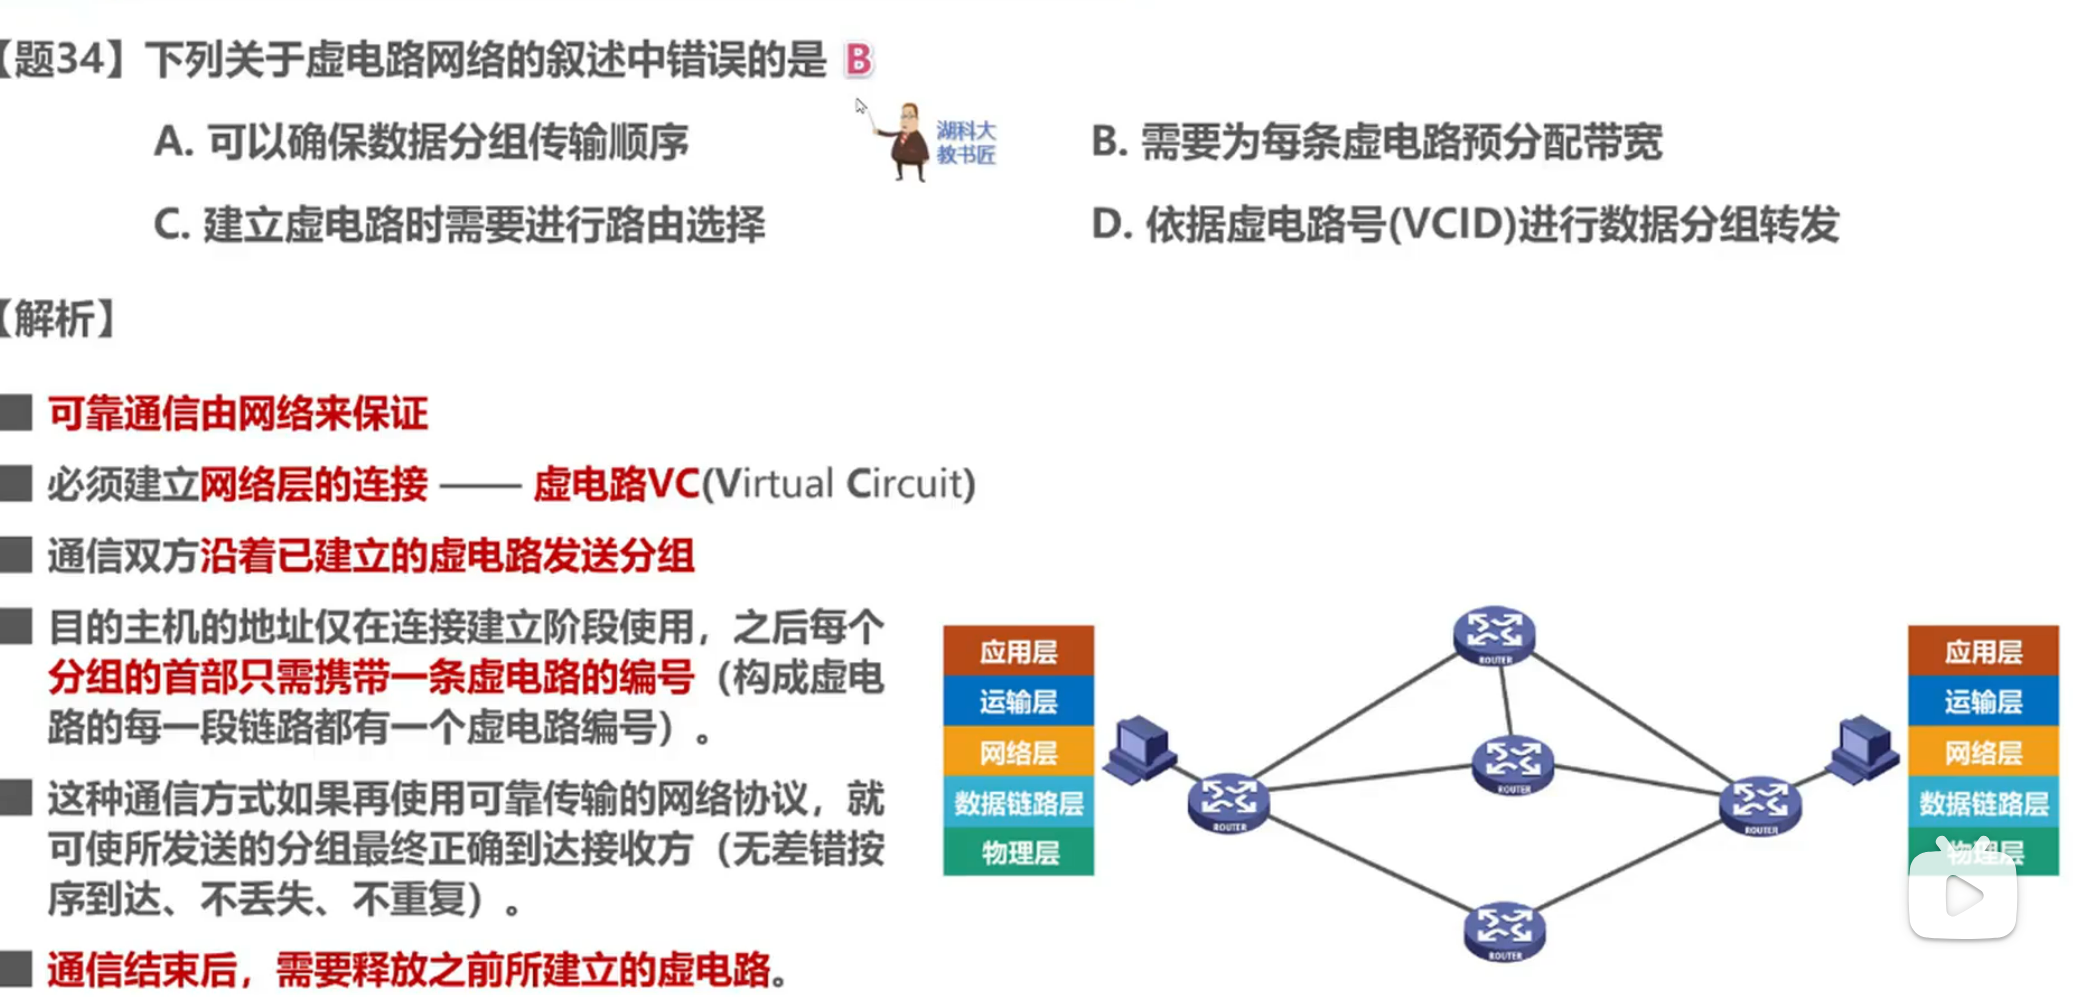 【题34】下列关于虚电路网络的叙述中错误的是 B
A. 可以确保数据分组传输顺序
湖科大
教书匠
B. 需要为每条虚电路预分配带宽
C. 建立虚电路时需要进行路由选择
D. 依据虚电路号(VCID)进行数据分组转发
【解析】
可靠通信由网络来保证
必须建立网络层的连接 —— 虚电路VC(Virtual Circuit)
通信双方沿着已建立的虚电路发送分组
目的主机的地址仅在连接建立阶段使用，之后每个
分组的首部只需携带一条虚电路的编号（构成虚电
路的每一段链路都有一个虚电路编号）。
这种通信方式如果再使用可靠传输的网络协议，就
可使所发送的分组最终正确到达接收方（无差错按
序到达、不丢失、不重复）。
通信结束后，需要释放之前所建立的虚电路。
应用层
运输层
网络层
数据链路层
物理层
ROUTER
ROUTER
ROUTER
ROUTER
ROUTER
应用层
运输层
网络层
数据链路层
物理层